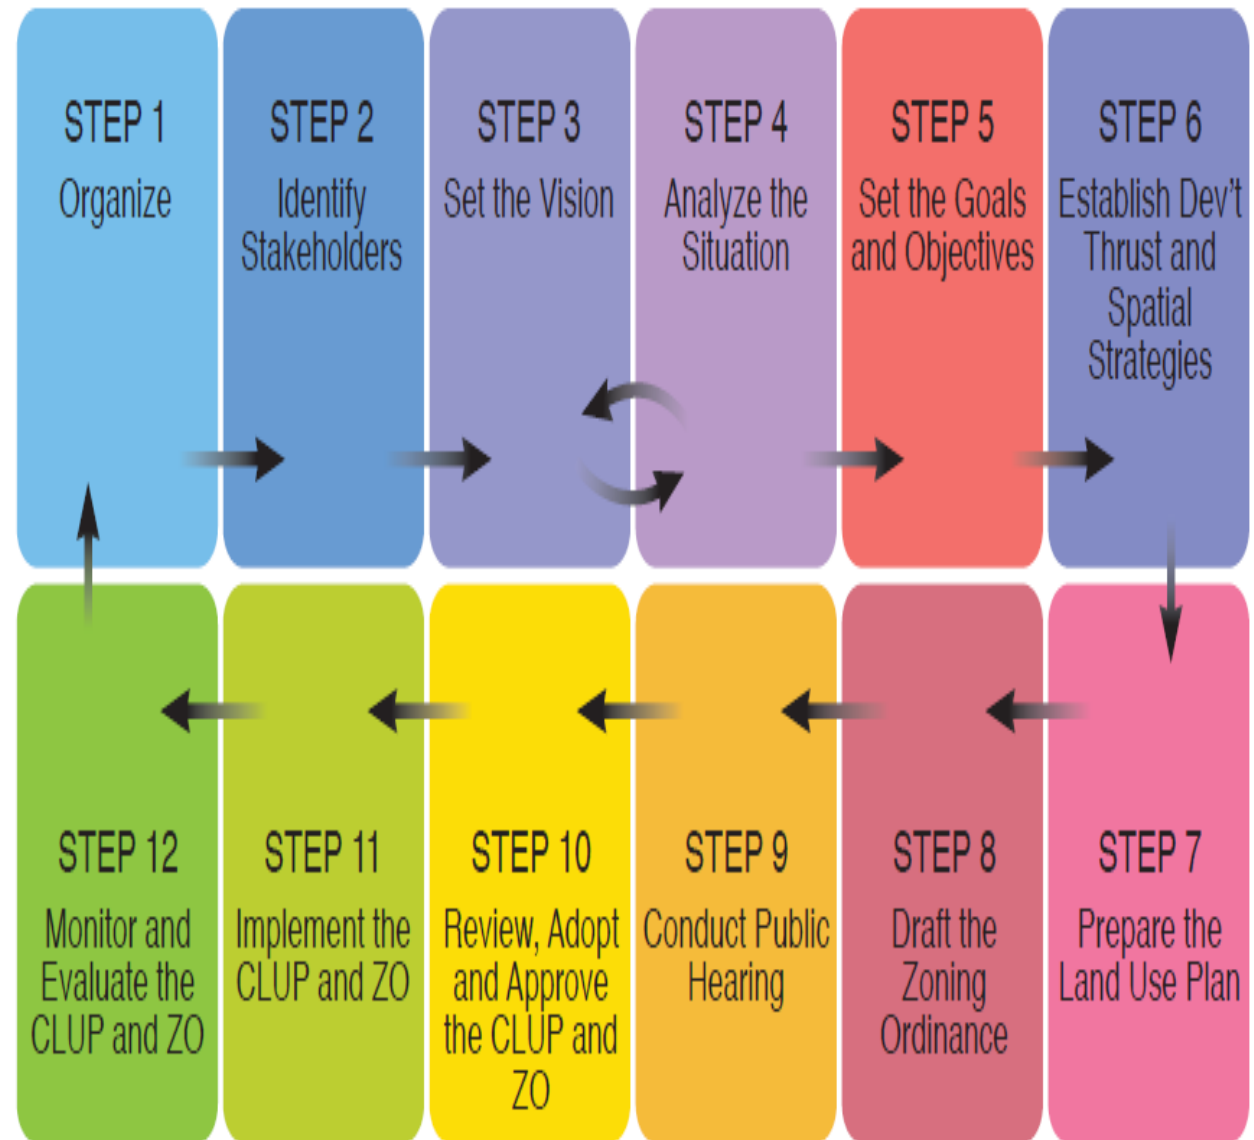 STEP 1
Organize
STEP 2
Identify
Stakeholders
STEP 3
Set the Vision
STEP 4
Analyze the
Situation
STEP 5
Set the Goals
and Objectives
STEP 6
Establish Dev't
Thrust and
Spatial
Strategies
STEP 12
Monitor and
Evaluate the
CLUP and ZO
STEP 11
Implement the
CLUP and ZO
STEP 10
Review, Adopt
and Approve
the CLUP and
ZO
STEP 9
Conduct Public
Hearing
STEP 8
Draft the
Zoning
Ordinance
STEP 7
Prepare the
Land Use Plan